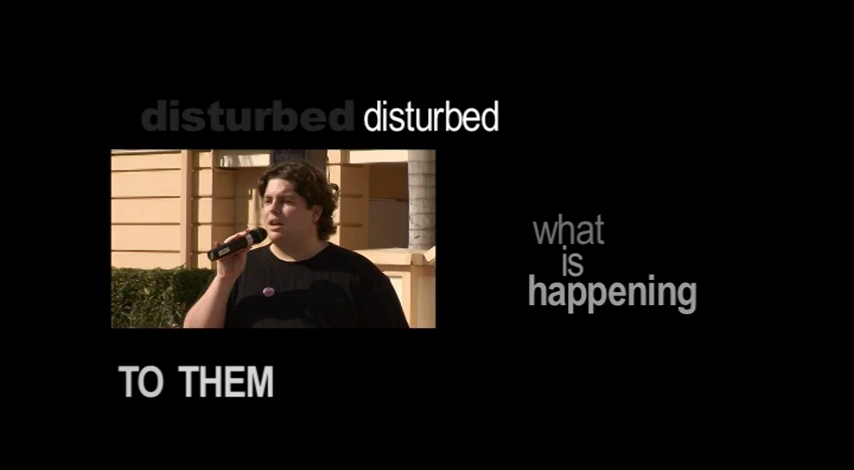 disturbed disturbed
what
is
happening
TO THEM